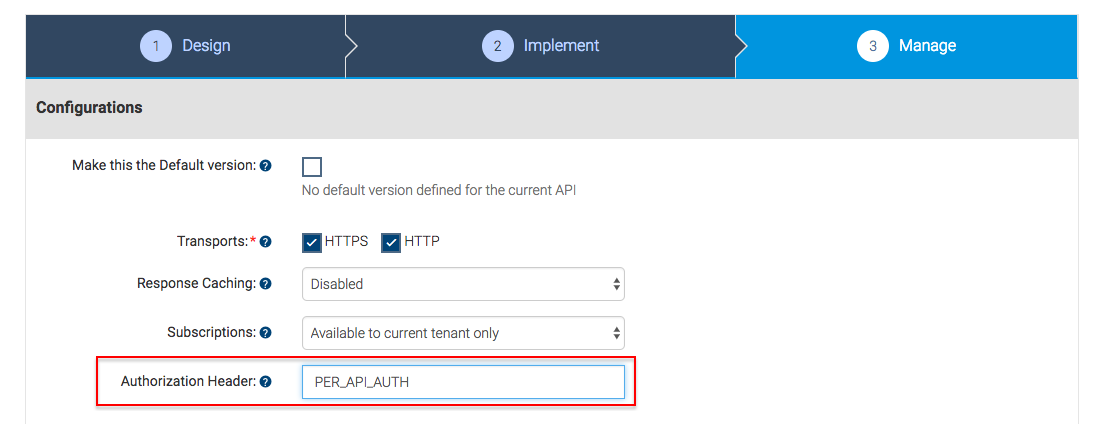 1 Design 2 Implement 3 Manage
Configurations
Make this the Default version: ?
No default version defined for the current API
Transports:* ? HTTPS HTTP
Response Caching: ? Disabled
Subscriptions: ? Available to current tenant only
Authorization Header: ? PER_API_AUTH